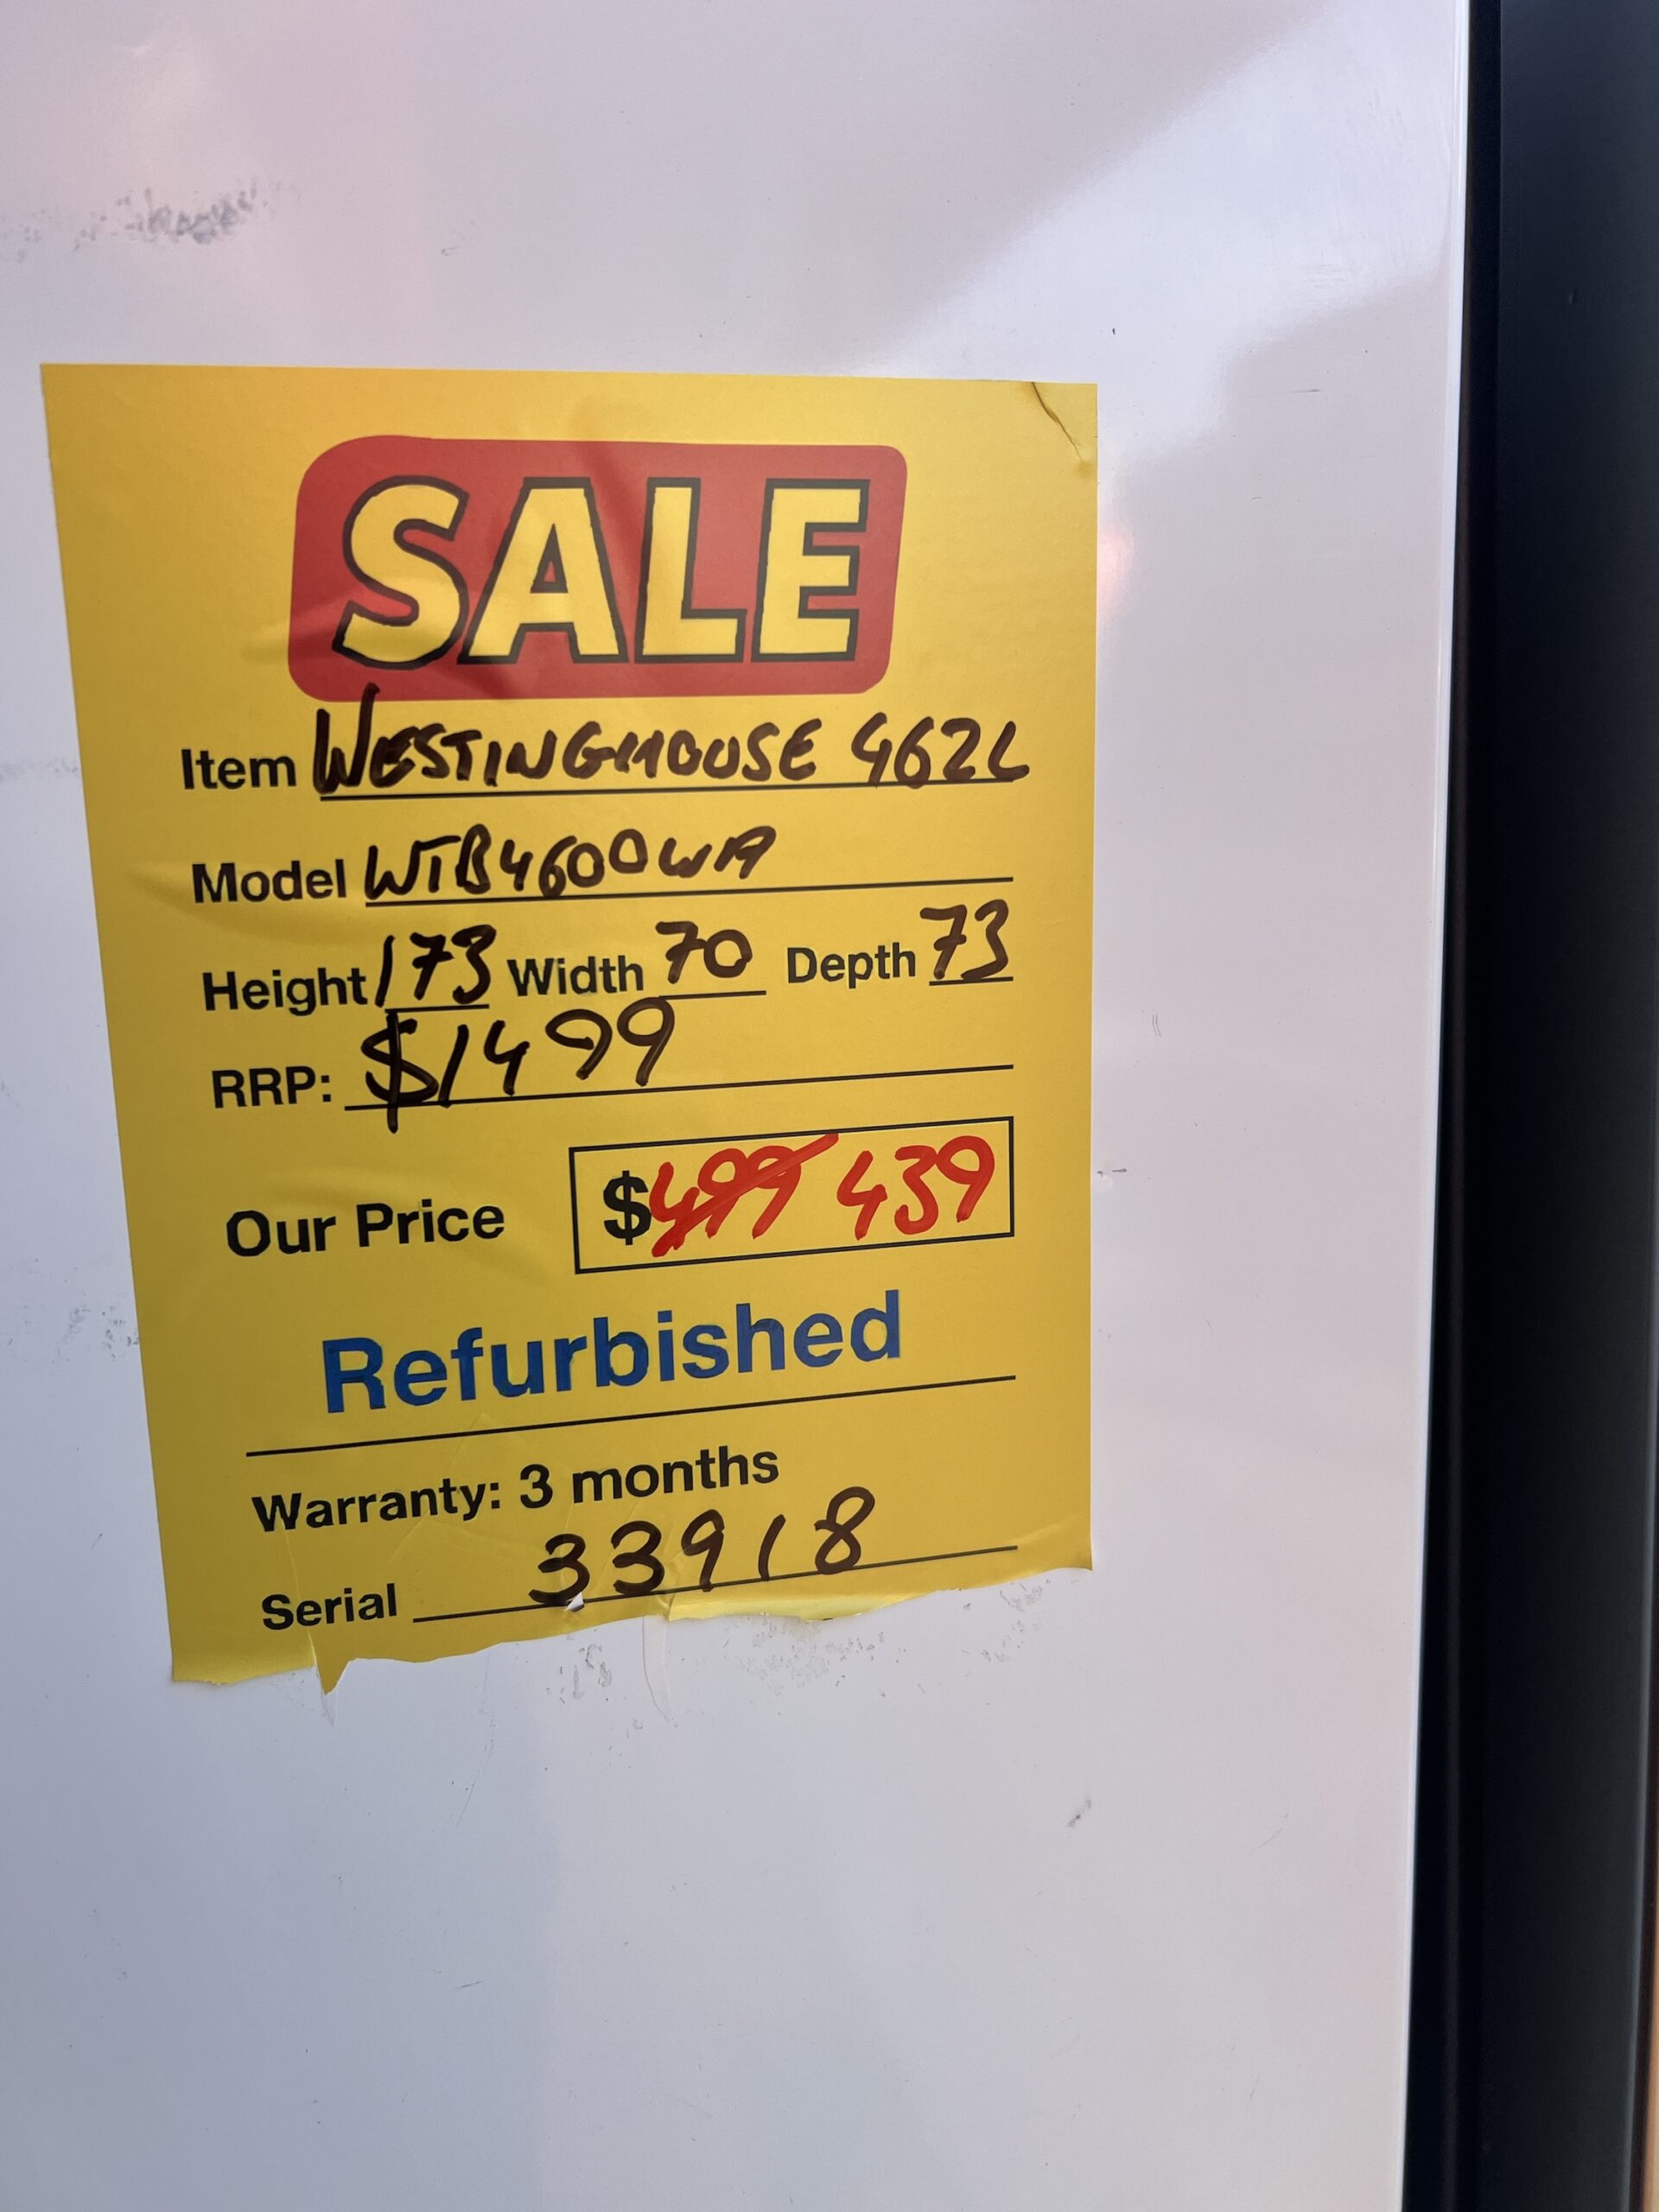 SALE
Item WESTINGHOUSE 462L
Model WTB4600WA
Height 173 Width 70 Depth 73
RRP: $1499
Our Price $499 439
Refurbished
Warranty: 3 months
Serial 33918